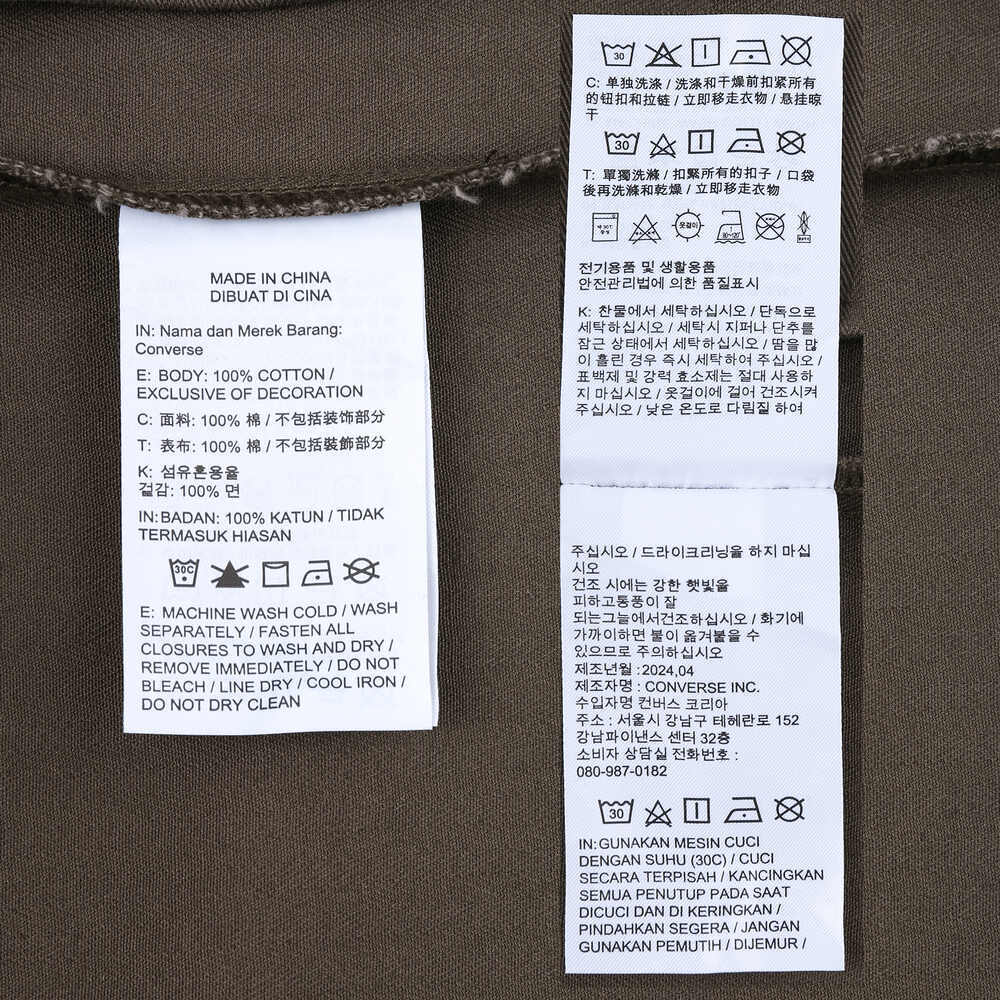 MADE IN CHINA
DIBUAT DI CINA
IN: Nama dan Merek Barang:
Converse
E: BODY: 100% COTTON /
EXCLUSIVE OF DECORATION
C: 面料: 100% 棉 / 不包括装饰部分
T: 表布: 100% 棉 / 不包括裝飾部分
K: 섬유혼용율
겉감: 100% 면
IN:BADAN: 100% KATUN / TIDAK
TERMASUK HIASAN
30C
E: MACHINE WASH COLD / WASH
SEPARATELY / FASTEN ALL
CLOSURES TO WASH AND DRY /
REMOVE IMMEDIATELY / DO NOT
BLEACH / LINE DRY / COOL IRON /
DO NOT DRY CLEAN
30
C: 单独洗涤 / 洗涤和干燥前扣紧所有
的钮扣和拉链 / 立即移走衣物 / 悬挂晾
干
30
T: 單獨洗滌 / 扣緊所有的扣子 / 口袋
後再洗滌和乾燥 / 立即移走衣物
약 30℃ 옷걸이 80~120℃
중성
전기용품 및 생활용품
안전관리법에 의한 품질표시
K: 찬물에서 세탁하십시오 / 단독으로
세탁하십시오 / 세탁시 지퍼나 단추를
잠근 상태에서 세탁하십시오 / 땀을 많
이 흘린 경우 즉시 세탁하여 주십시오 /
표백제 및 강력 효소제는 절대 사용하
지 마십시오 / 옷걸이에 걸어 건조시켜
주십시오 / 낮은 온도로 다림질 하여
주십시오 / 드라이크리닝을 하지 마십
시오
건조 시에는 강한 햇빛을
피하고통풍이 잘
되는그늘에서건조하십시오 / 화기에
가까이하면 불이 옮겨붙을 수
있으므로 주의하십시오
제조년월 : 2024,04
제조자명 : CONVERSE INC.
수입자명 컨버스 코리아
주소 : 서울시 강남구 테헤란로 152
강남파이낸스 센터 32층
소비자 상담실 전화번호 :
080-987-0182
30
IN:GUNAKAN MESIN CUCI
DENGAN SUHU (30C) / CUCI
SECARA TERPISAH / KANCINGKAN
SEMUA PENUTUP PADA SAAT
DICUCI DAN DI KERINGKAN /
PINDAHKAN SEGERA / JANGAN
GUNAKAN PEMUTIH / DIJEMUR /